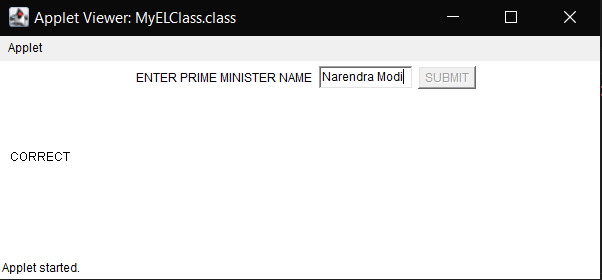 Applet Viewer: MyELClass.class
Applet
ENTER PRIME MINISTER NAME Narendra Modi SUBMIT
CORRECT
Applet started.